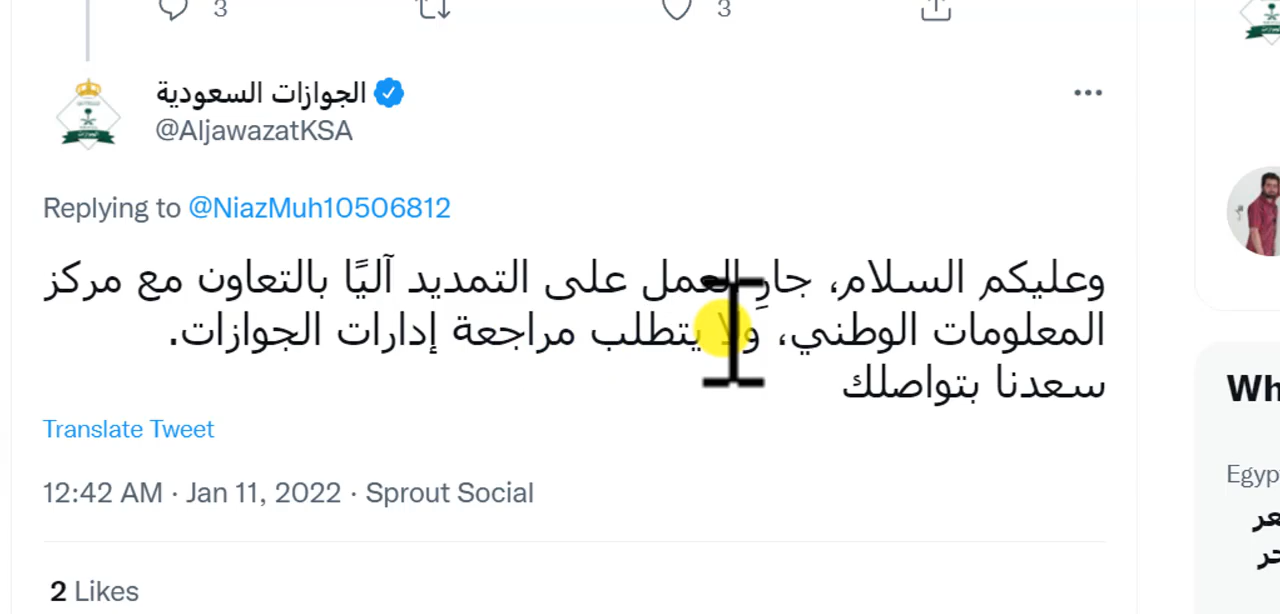 3 3
الجوازات السعودية
@AljawazatKSA
Replying to @NiazMuh10506812
وعليكم السلام، جارِ العمل على التمديد آليًا بالتعاون مع مركز
المعلومات الوطني، ولا يتطلب مراجعة إدارات الجوازات.
سعدنا بتواصلك
Translate Tweet
12:42 AM · Jan 11, 2022 · Sprout Social
2 Likes